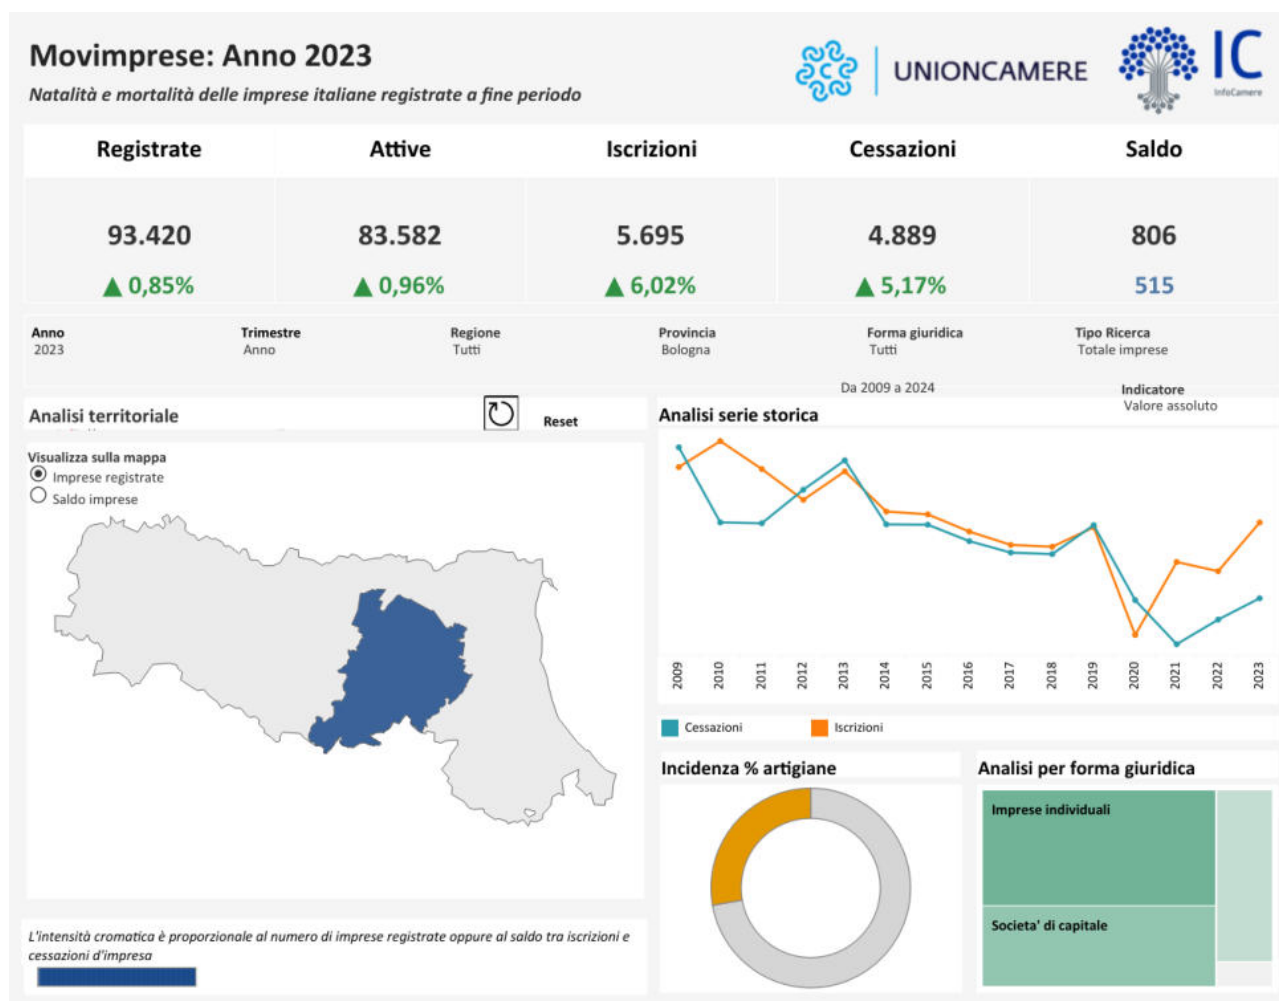 Movimprese: Anno 2023
Natalità e mortalità delle imprese italiane registrate a fine periodo
UNIONCAMERE
IC
InfoCamere
Registrate Attive Iscrizioni Cessazioni Saldo
93.420 83.582 5.695 4.889 806
▲ 0,85% ▲ 0,96% ▲ 6,02% ▲ 5,17% 515
Anno Trimestre Regione Provincia Forma giuridica Tipo Ricerca
2023 Anno Tutti Bologna Tutti Totale imprese
Da 2009 a 2024 Indicatore
Valore assoluto
Analisi territoriale Reset
Analisi serie storica
Visualizza sulla mappa
Imprese registrate
Saldo imprese
2009 2010 2011 2012 2013 2014 2015 2016 2017 2018 2019 2020 2021 2022 2023
Cessazioni Iscrizioni
Incidenza % artigiane
Analisi per forma giuridica
Imprese individuali
Societa' di capitale
L'intensità cromatica è proporzionale al numero di imprese registrate oppure al saldo tra iscrizioni e
cessazioni d'impresa